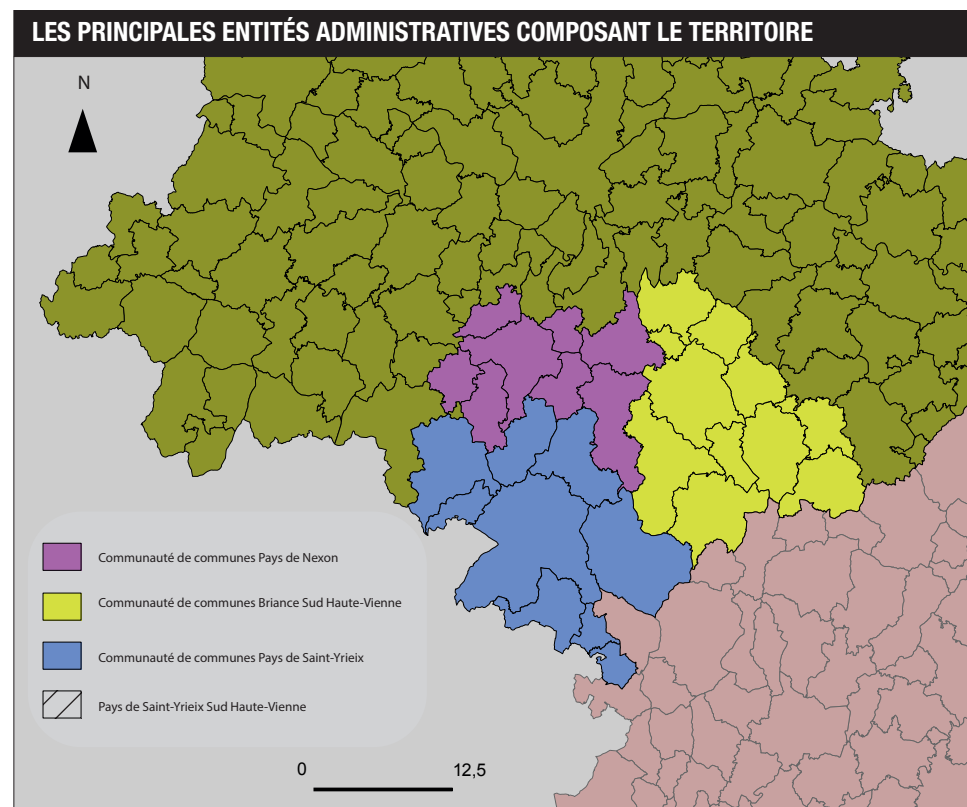 LES PRINCIPALES ENTITÉS ADMINISTRATIVES COMPOSANT LE TERRITOIRE
N
Communauté de communes Pays de Nexon
Communauté de communes Briance Sud Haute-Vienne
Communauté de communes Pays de Saint-Yrieix
Pays de Saint-Yrieix Sud Haute-Vienne
0 12,5